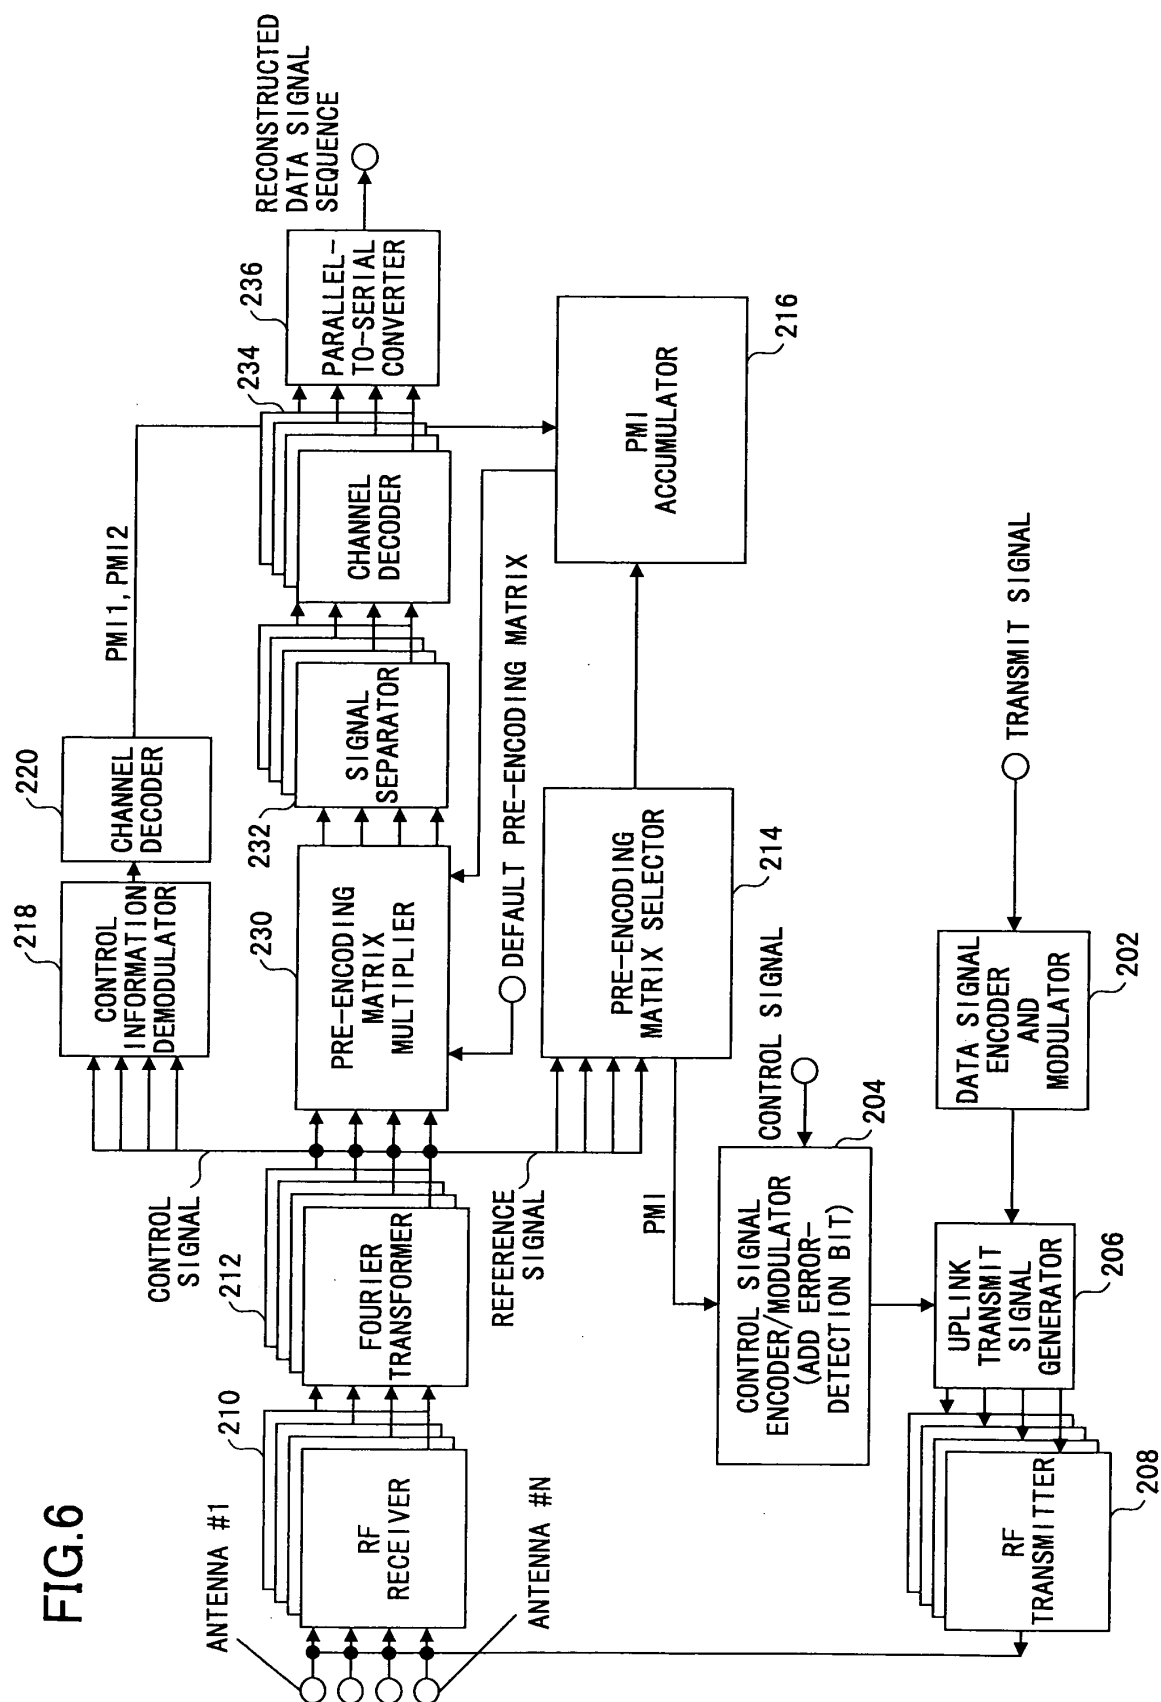 FIG.6
ANTENNA #1
ANTENNA #N
210
RF
RECEIVER
212
FOURIER
TRANSFORMER
CONTROL
SIGNAL
REFERENCE
SIGNAL
218
CONTROL
INFORMATION
DEMODULATOR
220
CHANNEL
DECODER
PMI1, PMI2
230
PRE-ENCODING
MATRIX
MULTIPLIER
DEFAULT PRE-ENCODING MATRIX
232
SIGNAL
SEPARATOR
234
CHANNEL
DECODER
236
PARALLEL-
TO-SERIAL
CONVERTER
RECONSTRUCTED
DATA SIGNAL
SEQUENCE
PRE-ENCODING
MATRIX SELECTOR
214
PMI
ACCUMULATOR
216
PMI
CONTROL SIGNAL
CONTROL SIGNAL
ENCODER/MODULATOR
(ADD ERROR-
DETECTION BIT)
204
TRANSMIT SIGNAL
DATA SIGNAL
ENCODER
AND
MODULATOR
202
UPLINK
TRANSMIT
SIGNAL
GENERATOR
206
RF
TRANSMITTER
208